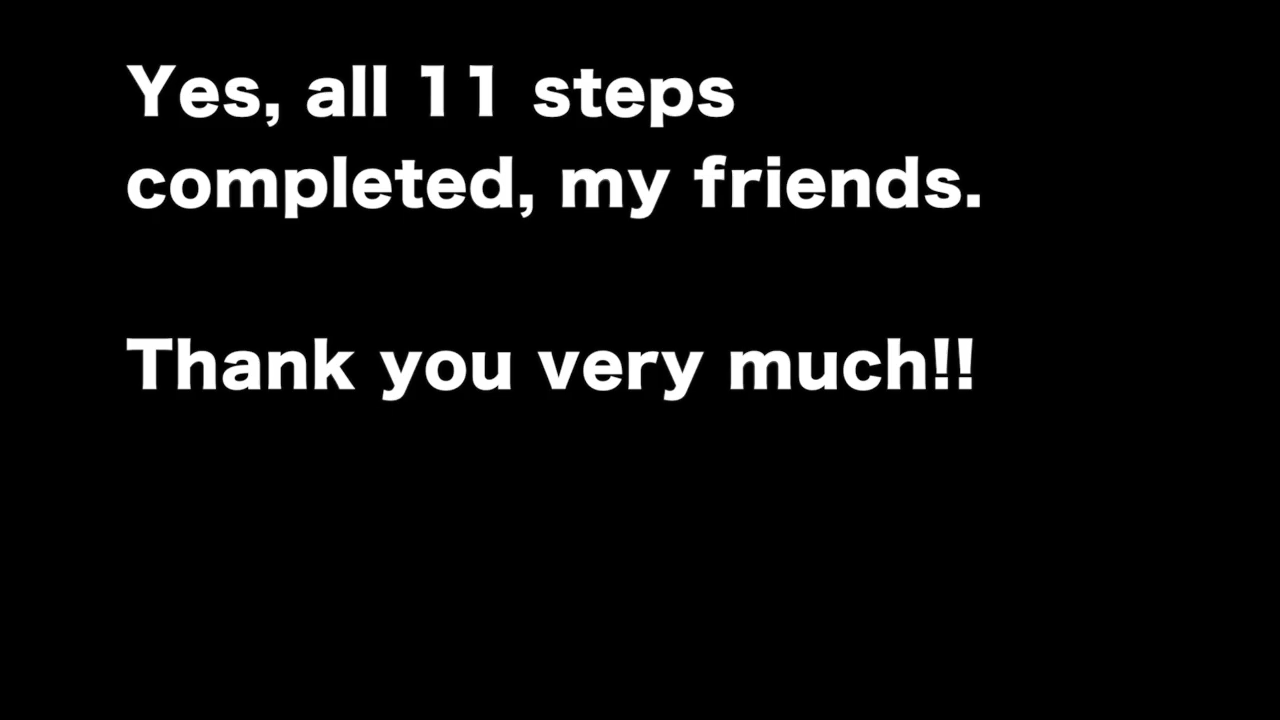 Yes, all 11 steps
completed, my friends.
Thank you very much!!